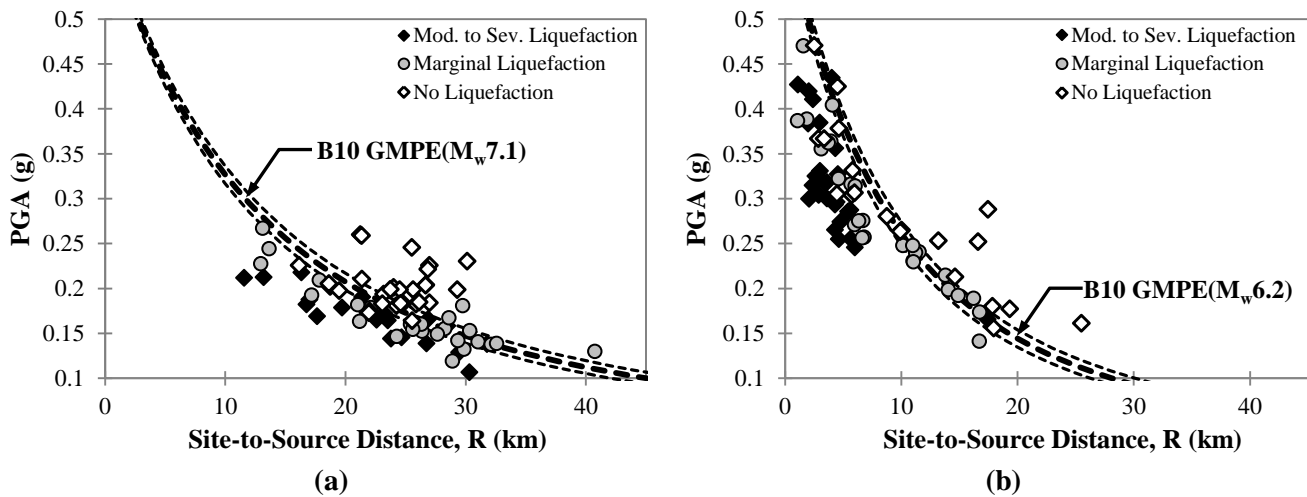 0.5
0.45
0.4
0.35
0.3
0.25
0.2
0.15
0.1
PGA (g)
Mod. to Sev. Liquefaction
Marginal Liquefaction
No Liquefaction
B10 GMPE(Mw7.1)
0 10 20 30 40
Site-to-Source Distance, R (km)
(a)
0.5
0.45
0.4
0.35
0.3
0.25
0.2
0.15
0.1
PGA (g)
Mod. to Sev. Liquefaction
Marginal Liquefaction
No Liquefaction
B10 GMPE(Mw6.2)
0 10 20 30 40
Site-to-Source Distance, R (km)
(b)